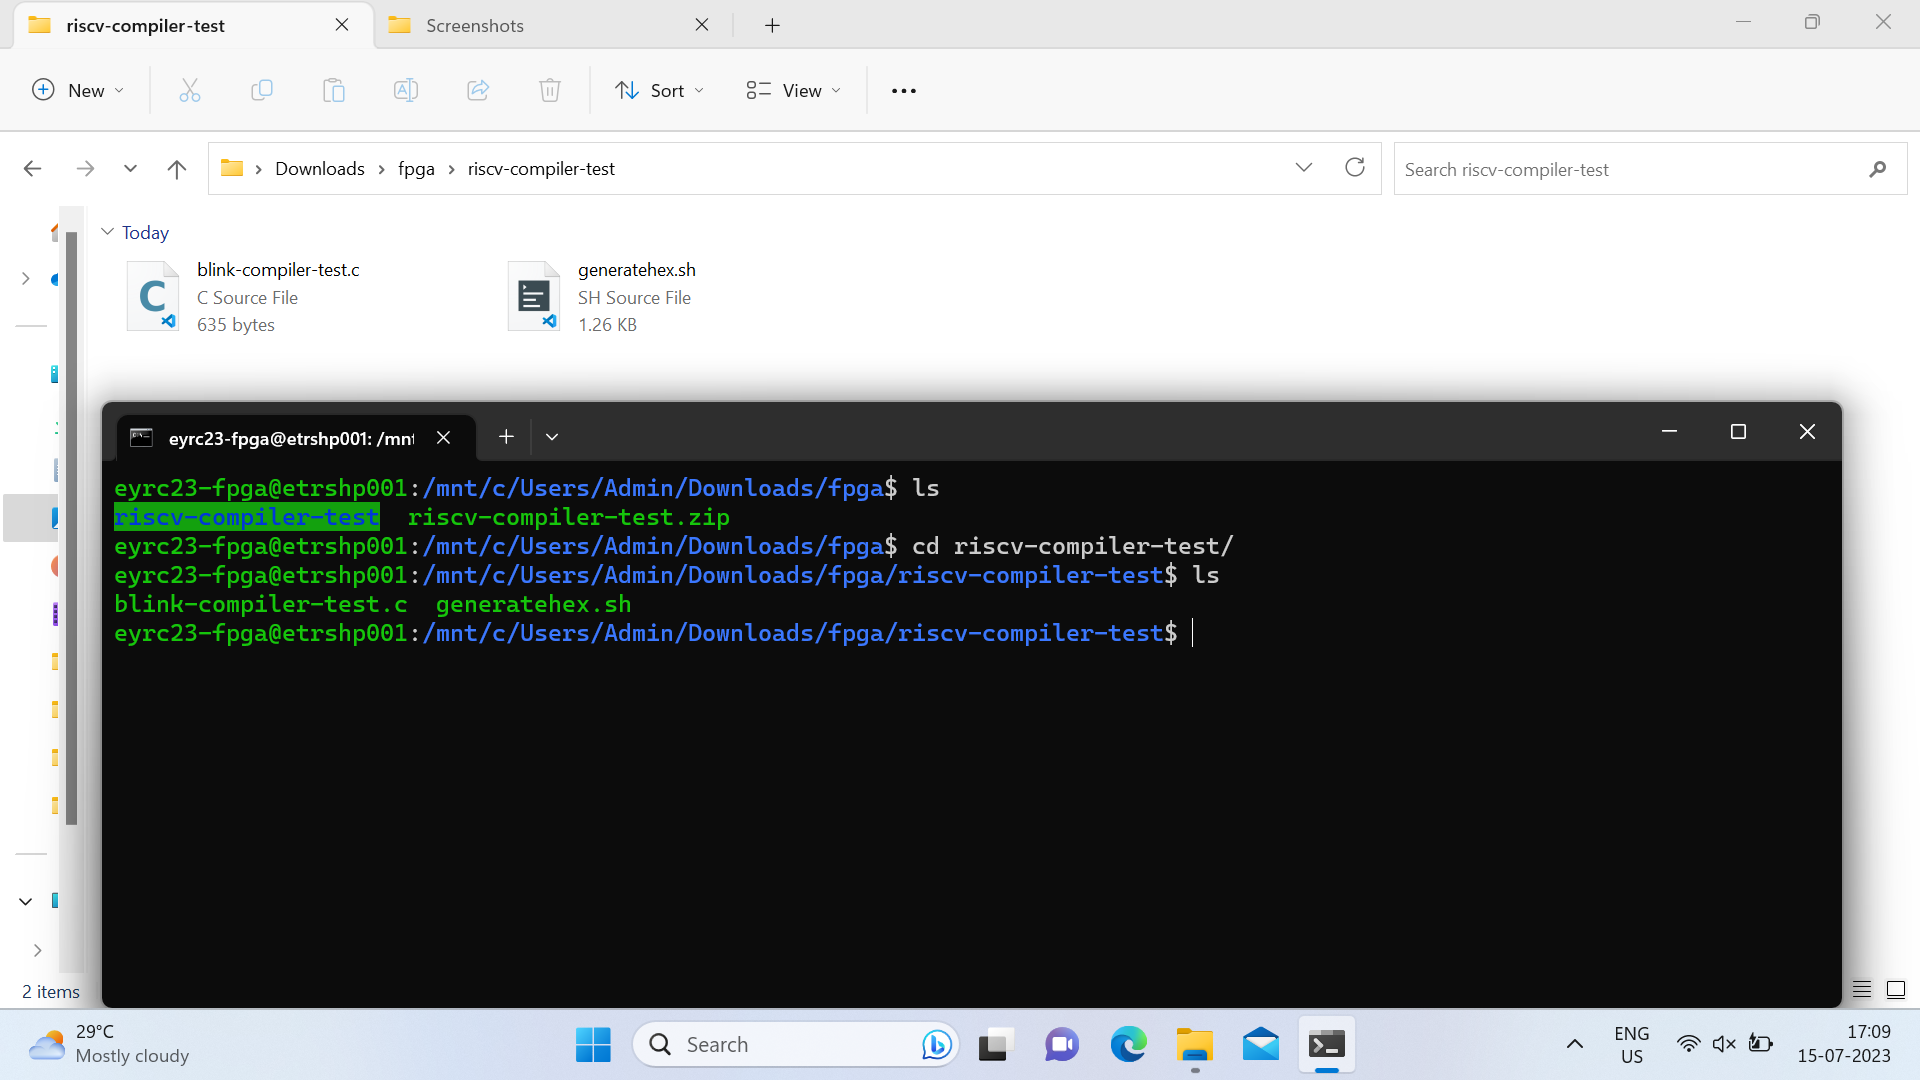 riscv-compiler-test
Screenshots
New
Sort
View
Downloads
fpga
riscv-compiler-test
Search riscv-compiler-test
Today
blink-compiler-test.c
C Source File
635 bytes
generatehex.sh
SH Source File
1.26 KB
eyrc23-fpga@etrshp001: /mnt
eyrc23-fpga@etrshp001:/mnt/c/Users/Admin/Downloads/fpga$ ls
riscv-compiler-test  riscv-compiler-test.zip
eyrc23-fpga@etrshp001:/mnt/c/Users/Admin/Downloads/fpga$ cd riscv-compiler-test/
eyrc23-fpga@etrshp001:/mnt/c/Users/Admin/Downloads/fpga/riscv-compiler-test$ ls
blink-compiler-test.c  generatehex.sh
eyrc23-fpga@etrshp001:/mnt/c/Users/Admin/Downloads/fpga/riscv-compiler-test$
2 items
29°C
Mostly cloudy
Search
ENG
US
17:09
15-07-2023